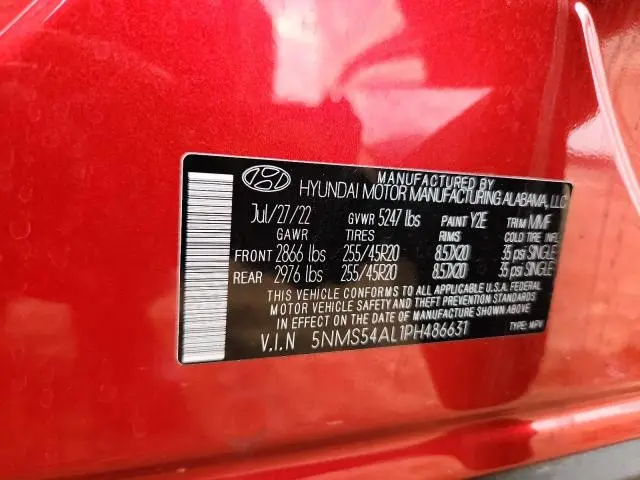 MANUFACTURED BY
HYUNDAI MOTOR MANUFACTURING ALABAMA, LLC
Jul/27/22 GVWR 5247 lbs PAINT Y2E TRIM MMF
GAWR TIRES RIMS COLD TIRE INFL.
FRONT 2866 lbs 255/45R20 8.5JX20 35 psi SINGLE
REAR 2976 lbs 255/45R20 8.5JX20 35 psi SINGLE
THIS VEHICLE CONFORMS TO ALL APPLICABLE U.S. FEDERAL
MOTOR VEHICLE SAFETY AND THEFT PREVENTION STANDARDS
IN EFFECT ON THE DATE OF MANUFACTURE SHOWN ABOVE
V.I.N 5NMS54AL1PH486631 TYPE: MPV